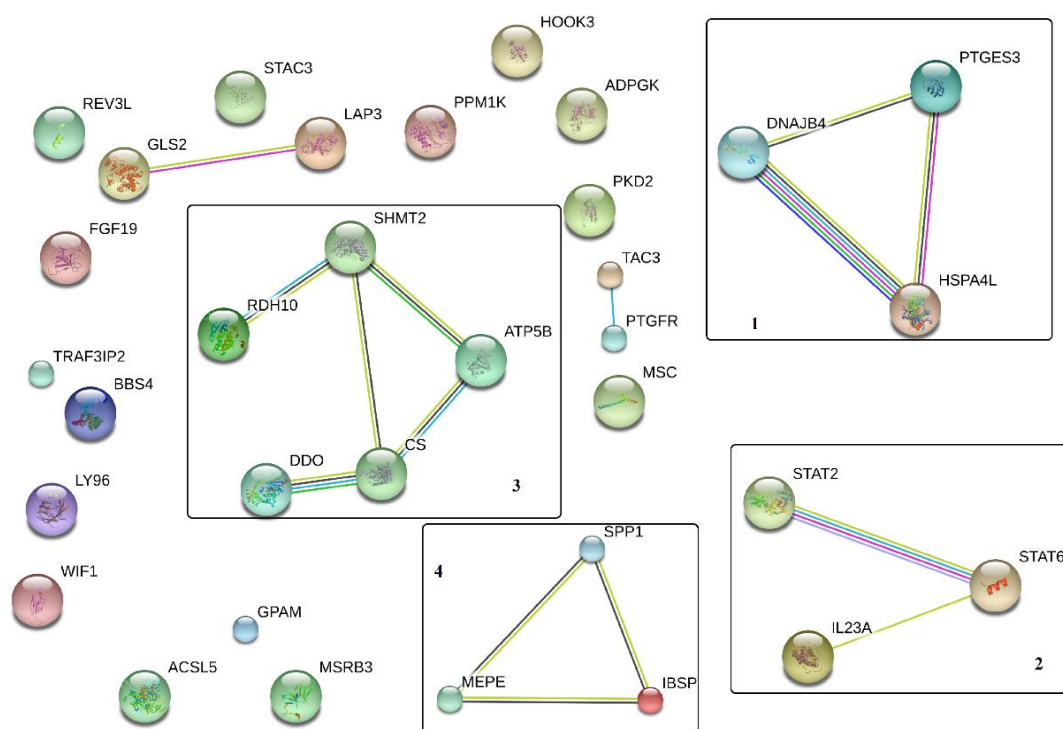 HOOK3
PTGES3
STAC3
ADPGK
REV3L
LAP3
PPM1K
DNAJB4
GLS2
PKD2
SHMT2
FGF19
TAC3
HSPA4L
RDH10
PTGFR
1
ATP5B
TRAF3IP2
MSC
BBS4
CS
DDO
STAT2
LY96
3
SPP1
STAT6
4
WIF1
GPAM
IL23A
ACSL5
MSRB3
MEPE
IBSP
2